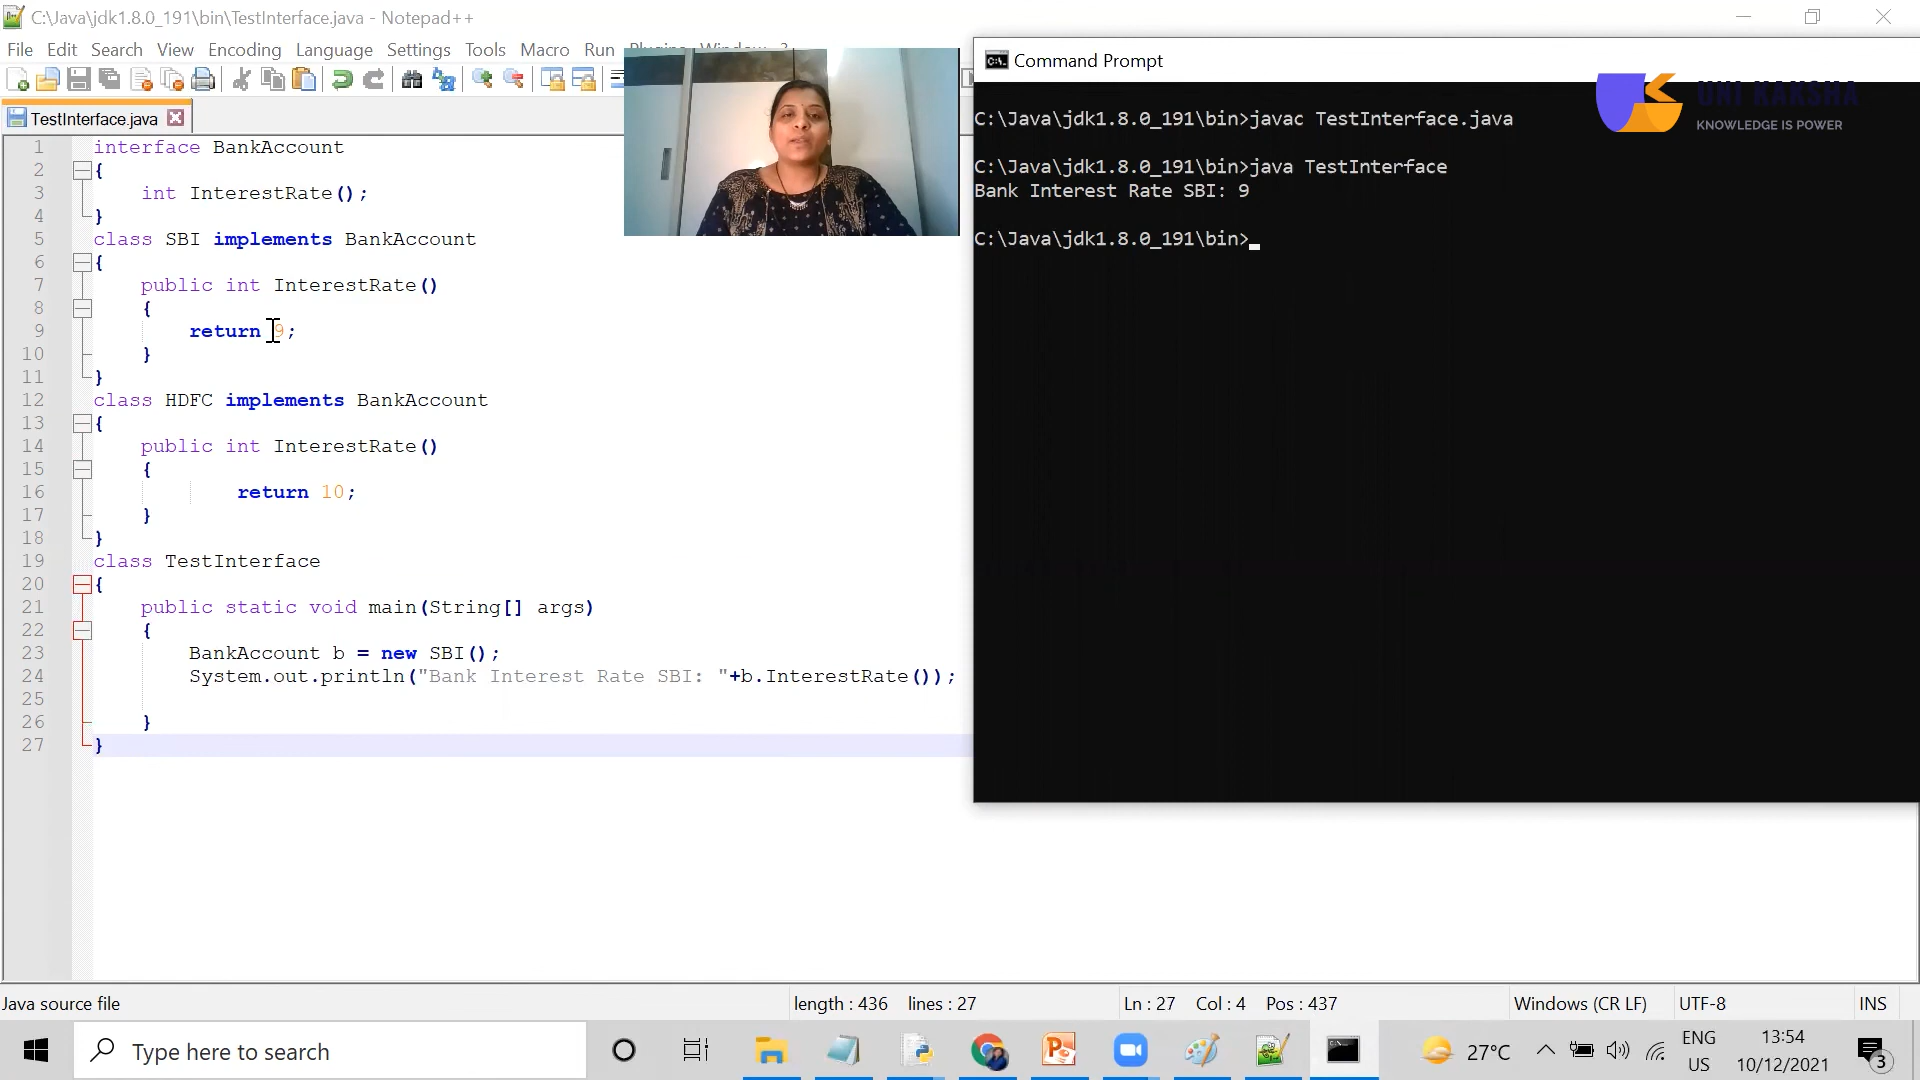 C:\Java\jdk1.8.0_191\bin\TestInterface.java - Notepad++
File Edit Search View Encoding Language Settings Tools Macro Run
Command Prompt
TestInterface.java
1 interface BankAccount
2 {
3 int InterestRate();
4 }
5 class SBI implements BankAccount
6 {
7 public int InterestRate()
8 {
9 return 9;
10 }
11 }
12 class HDFC implements BankAccount
13 {
14 public int InterestRate()
15 {
16 return 10;
17 }
18 }
19 class TestInterface
20 {
21 public static void main(String[] args)
22 {
23 BankAccount b = new SBI();
24 System.out.println("Bank Interest Rate SBI: "+b.InterestRate());
25
26 }
27 }
C:\Java\jdk1.8.0_191\bin>javac TestInterface.java
C:\Java\jdk1.8.0_191\bin>java TestInterface
Bank Interest Rate SBI: 9
C:\Java\jdk1.8.0_191\bin>
UNI KAKSHA
KNOWLEDGE IS POWER
Java source file length : 436 lines : 27 Ln : 27 Col : 4 Pos : 437 Windows (CR LF) UTF-8 INS
Type here to search
27°C
ENG
US
13:54
10/12/2021
3